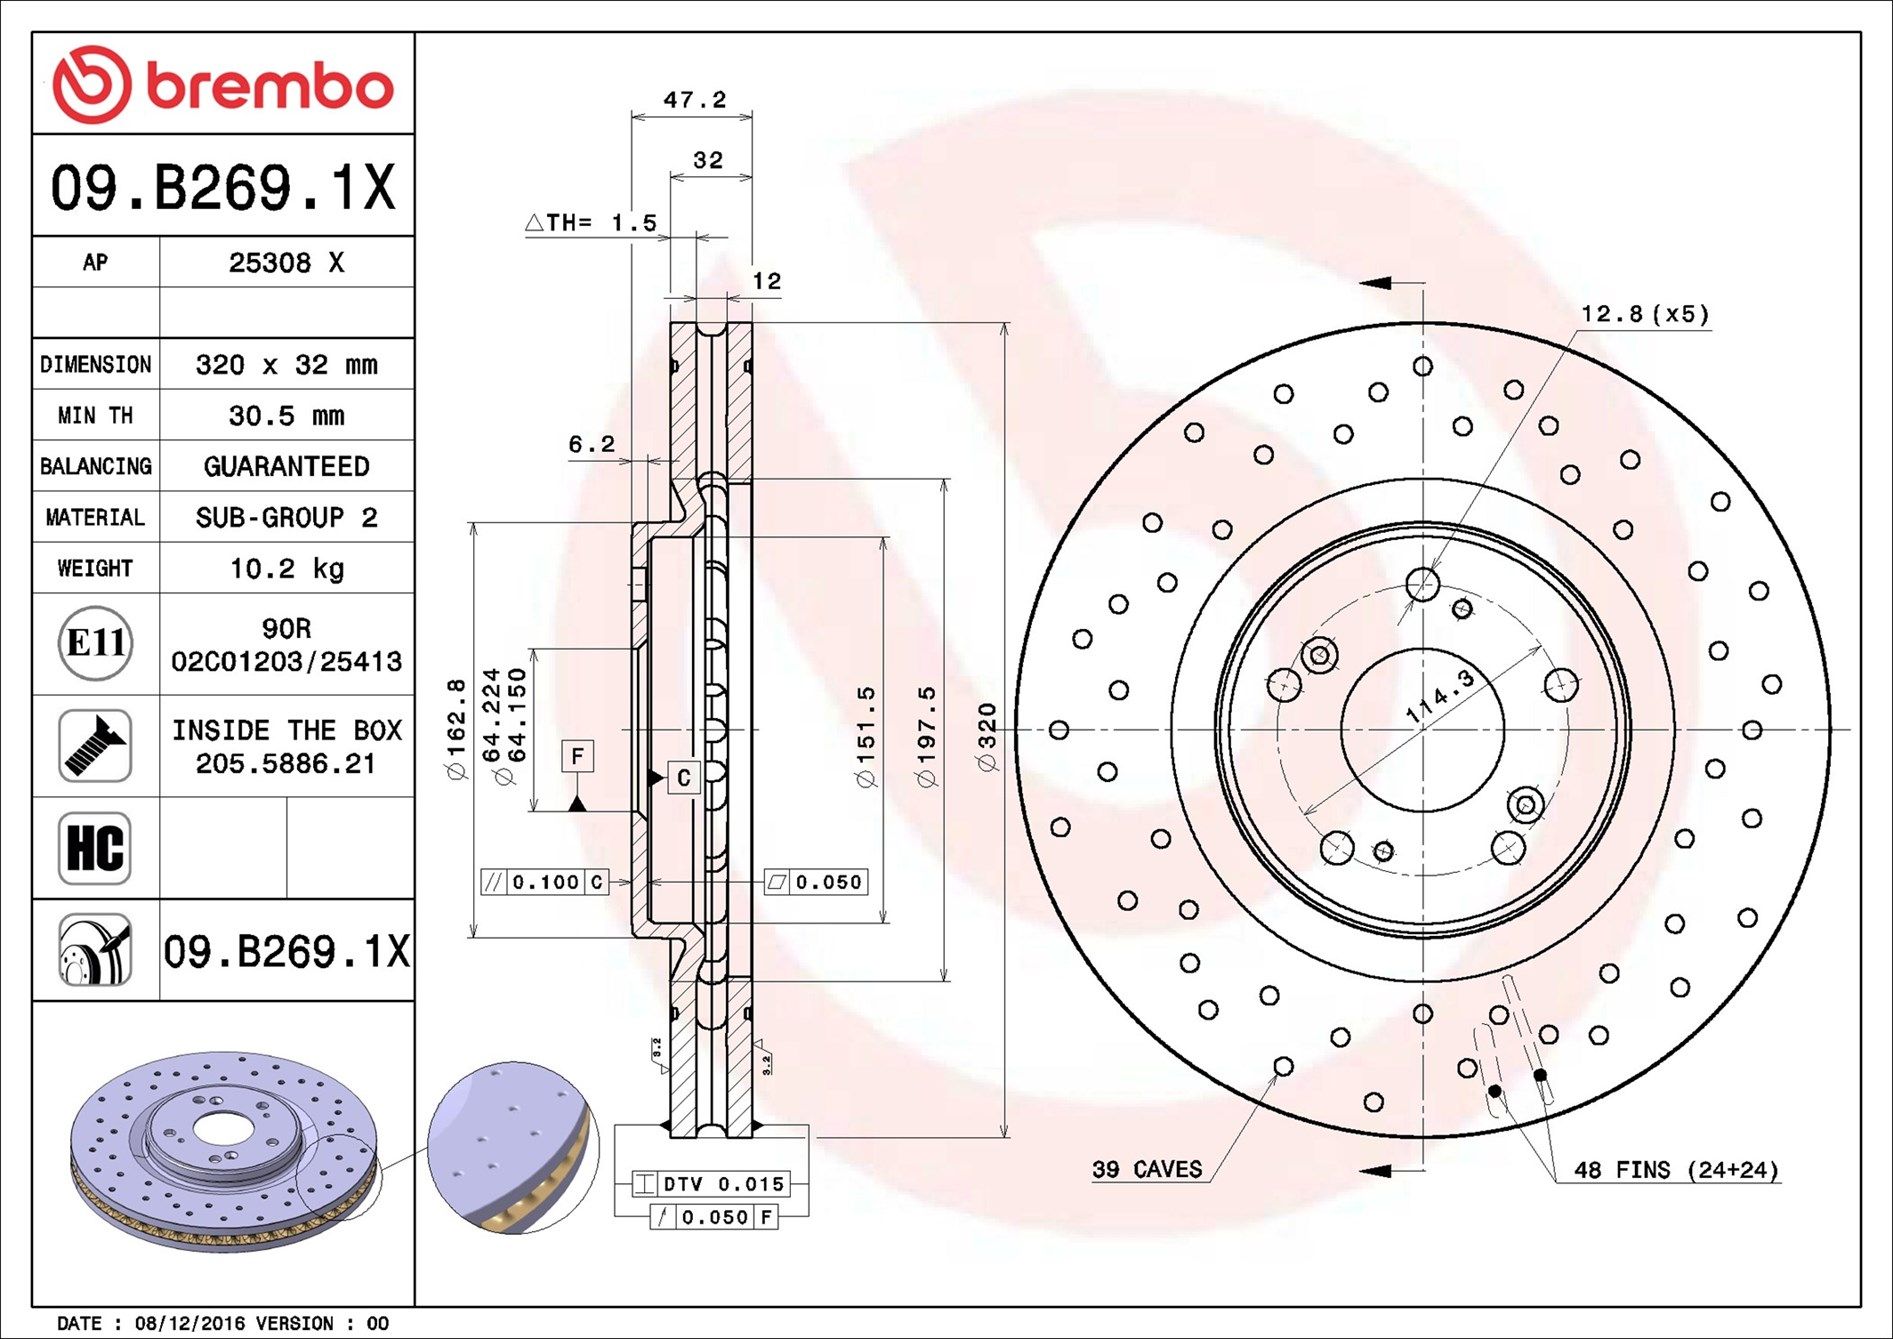 brembo
09.B269.1X
AP 25308 X
DIMENSION 320 x 32 mm
MIN TH 30.5 mm
BALANCING GUARANTEED
MATERIAL SUB-GROUP 2
WEIGHT 10.2 kg
E11 90R
02C01203/25413
INSIDE THE BOX
205.5886.21
HC
09.B269.1X
47.2
32
△TH= 1.5
12
6.2
⌀162.8
⌀64.224
64.150
F
C
⌀151.5
⌀197.5
⌀320
// 0.100 C
▱ 0.050
3.2
3.2
DTV 0.015
↗ 0.050 F
12.8(x5)
114.3
39 CAVES
48 FINS (24+24)
DATE : 08/12/2016 VERSION : 00